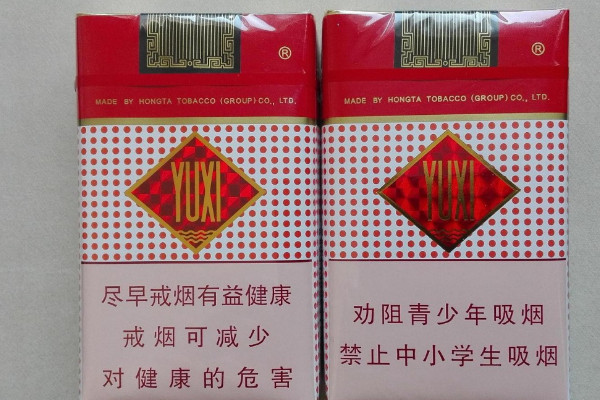 ®
MADE BY HONGTA TOBACCO (GROUP) CO., LTD.
YUXI
尽早戒烟有益健康
戒烟可减少
对健康的危害
®
MADE BY HONGTA TOBACCO (GROUP) CO., LTD.
YUXI
劝阻青少年吸烟
禁止中小学生吸烟